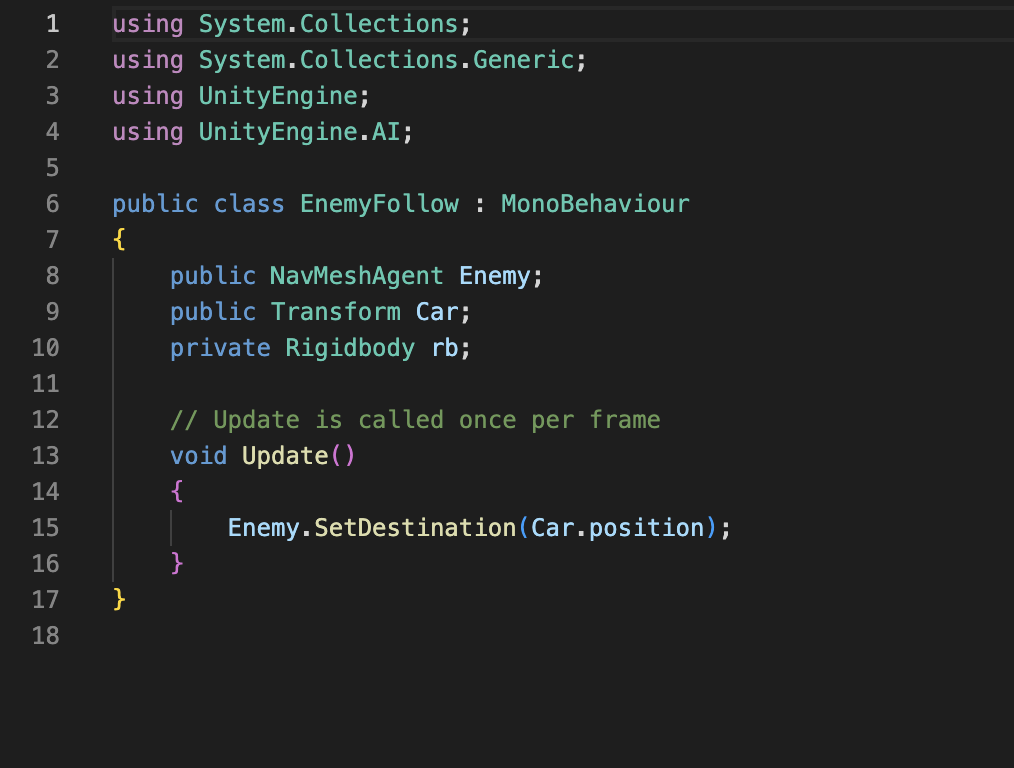 1 using System.Collections;
2 using System.Collections.Generic;
3 using UnityEngine;
4 using UnityEngine.AI;
5
6 public class EnemyFollow : MonoBehaviour
7 {
8     public NavMeshAgent Enemy;
9     public Transform Car;
10     private Rigidbody rb;
11
12     // Update is called once per frame
13     void Update()
14     {
15         Enemy.SetDestination(Car.position);
16     }
17 }
18